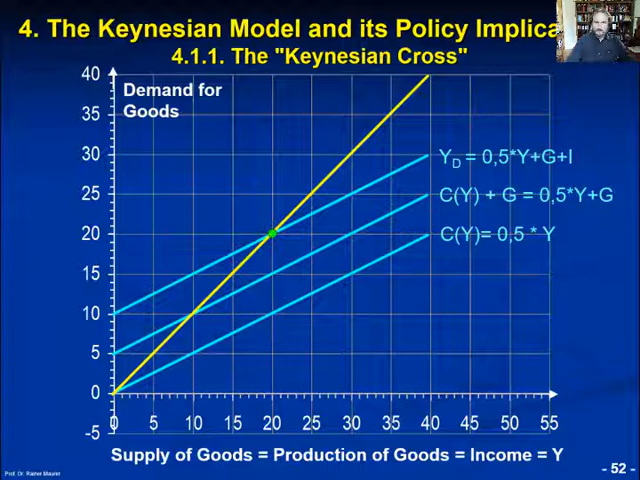 4. The Keynesian Model and its Policy Implica
4.1.1. The "Keynesian Cross"
40
Demand for
Goods
35
30
Y_D = 0,5*Y+G+I
25
C(Y) + G = 0,5*Y+G
20
C(Y)= 0,5 * Y
15
10
5
0
-5
0 5 10 15 20 25 30 35 40 45 50 55
Supply of Goods = Production of Goods = Income = Y
Prof. Dr. Rainer Maurer
- 52 -